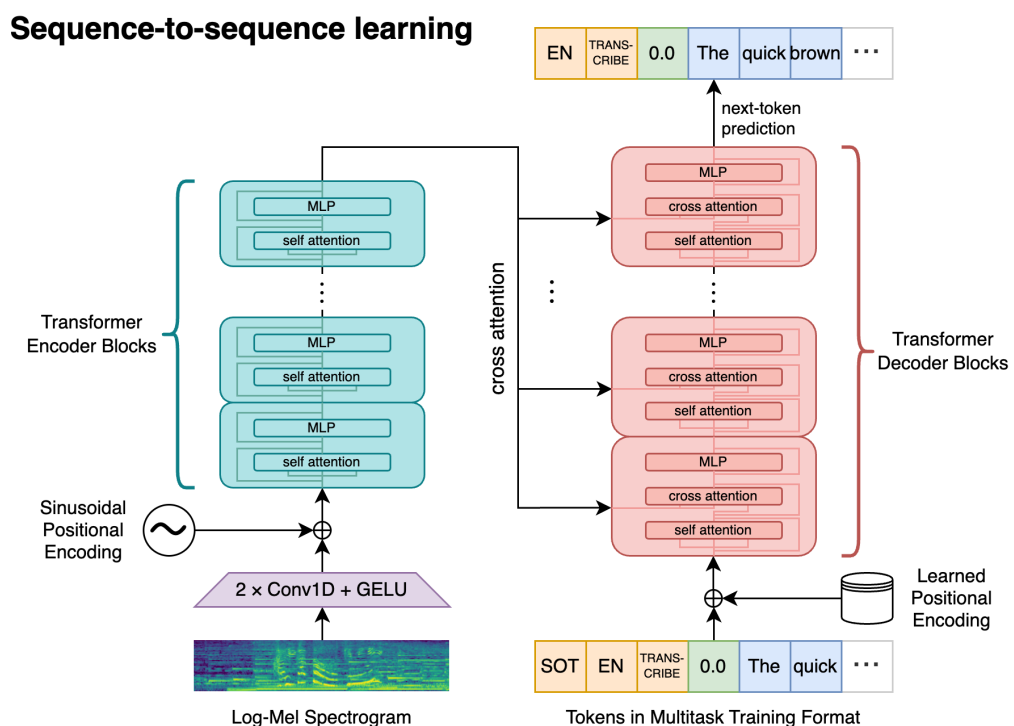 Sequence-to-sequence learning
EN TRANS-CRIBE 0.0 The quick brown ...
next-token
prediction
MLP
cross attention
self attention
MLP
self attention
Transformer
Encoder Blocks
MLP
self attention
MLP
self attention
cross attention
...
MLP
cross attention
self attention
MLP
cross attention
self attention
Transformer
Decoder Blocks
Sinusoidal
Positional
Encoding
2 × Conv1D + GELU
Learned
Positional
Encoding
SOT EN TRANS-CRIBE 0.0 The quick ...
Log-Mel Spectrogram
Tokens in Multitask Training Format